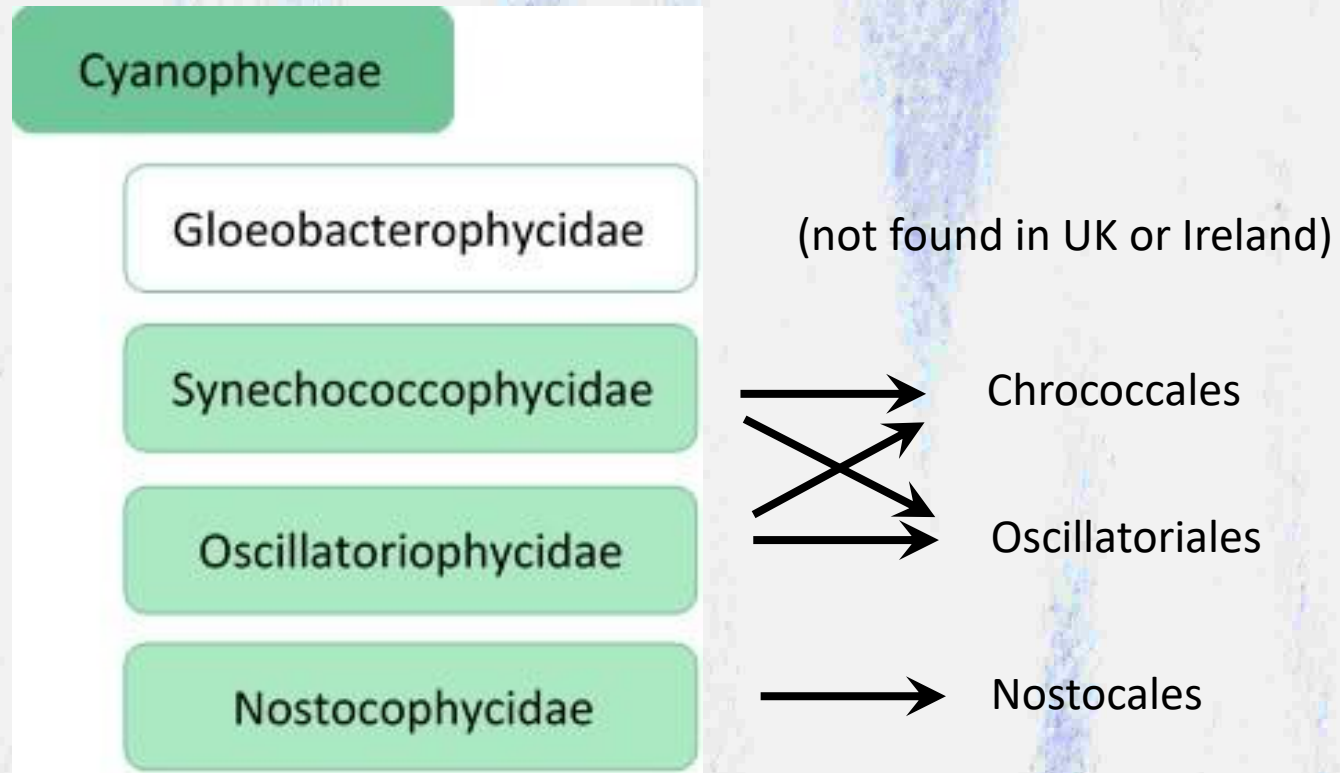 Cyanophyceae
Gloeobacterophycidae (not found in UK or Ireland)
Synechococcophycidae Chrococcales
Oscillatoriophycidae Oscillatoriales
Nostocophycidae Nostocales